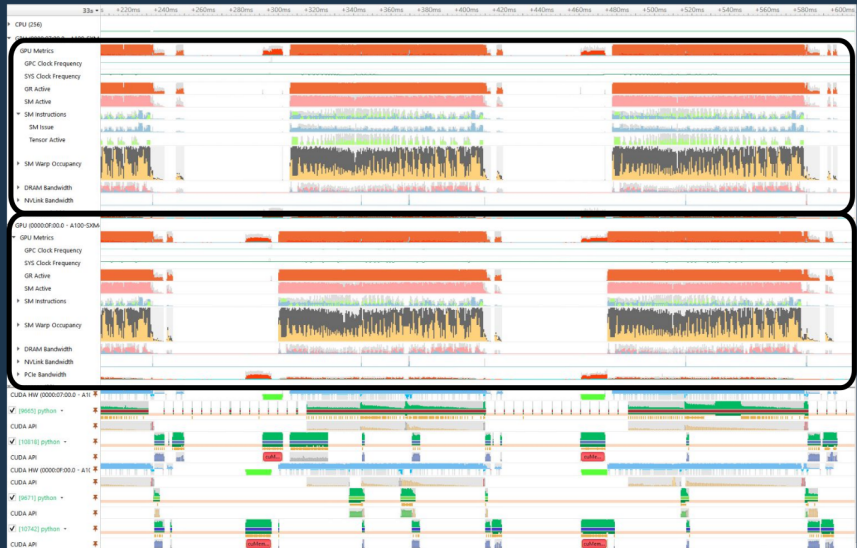 33s +220ms +240ms +260ms +280ms +300ms +320ms +340ms +360ms +380ms +400ms +420ms +440ms +460ms +480ms +500ms +520ms +540ms +560ms +580ms +600ms
CPU (256)
GPU Metrics
GPC Clock Frequency
SYS Clock Frequency
GR Active
SM Active
SM Instructions
SM Issue
Tensor Active
SM Warp Occupancy
DRAM Bandwidth
NVLink Bandwidth
GPU (0000:0F:00.0 - A100-SXM
GPU Metrics
GPC Clock Frequency
SYS Clock Frequency
GR Active
SM Active
SM Instructions
SM Warp Occupancy
DRAM Bandwidth
NVLink Bandwidth
PCIe Bandwidth
CUDA HW (0000:07:00.0 - A1
[9665] python
CUDA API
[10518] python
CUDA API
CUDA HW (0000:0F:00.0 - A1
CUDA API
[9671] python
CUDA API
[10742] python
CUDA API